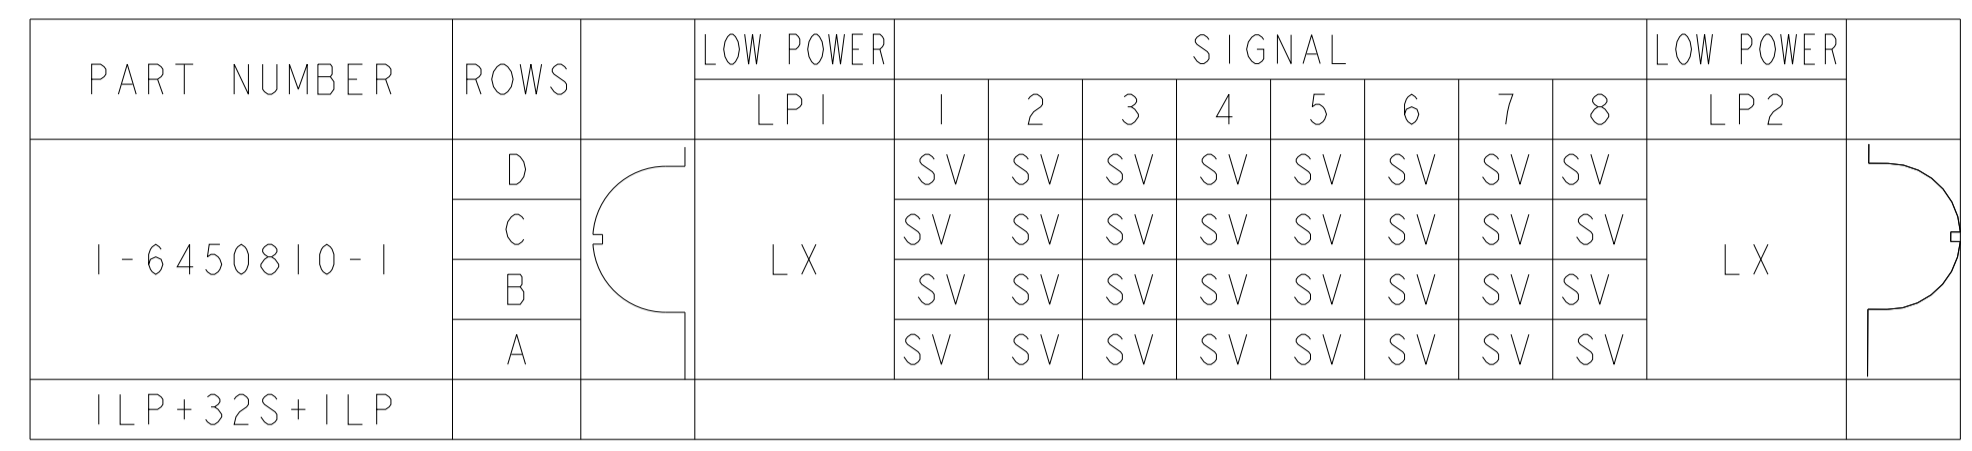 PART NUMBER ROWS LOW POWER SIGNAL LOW POWER
LP1 1 2 3 4 5 6 7 8 LP2
D SV SV SV SV SV SV SV SV
C SV SV SV SV SV SV SV SV
1-6450810-1 LX LX
B SV SV SV SV SV SV SV SV
A SV SV SV SV SV SV SV SV
1LP+32S+1LP